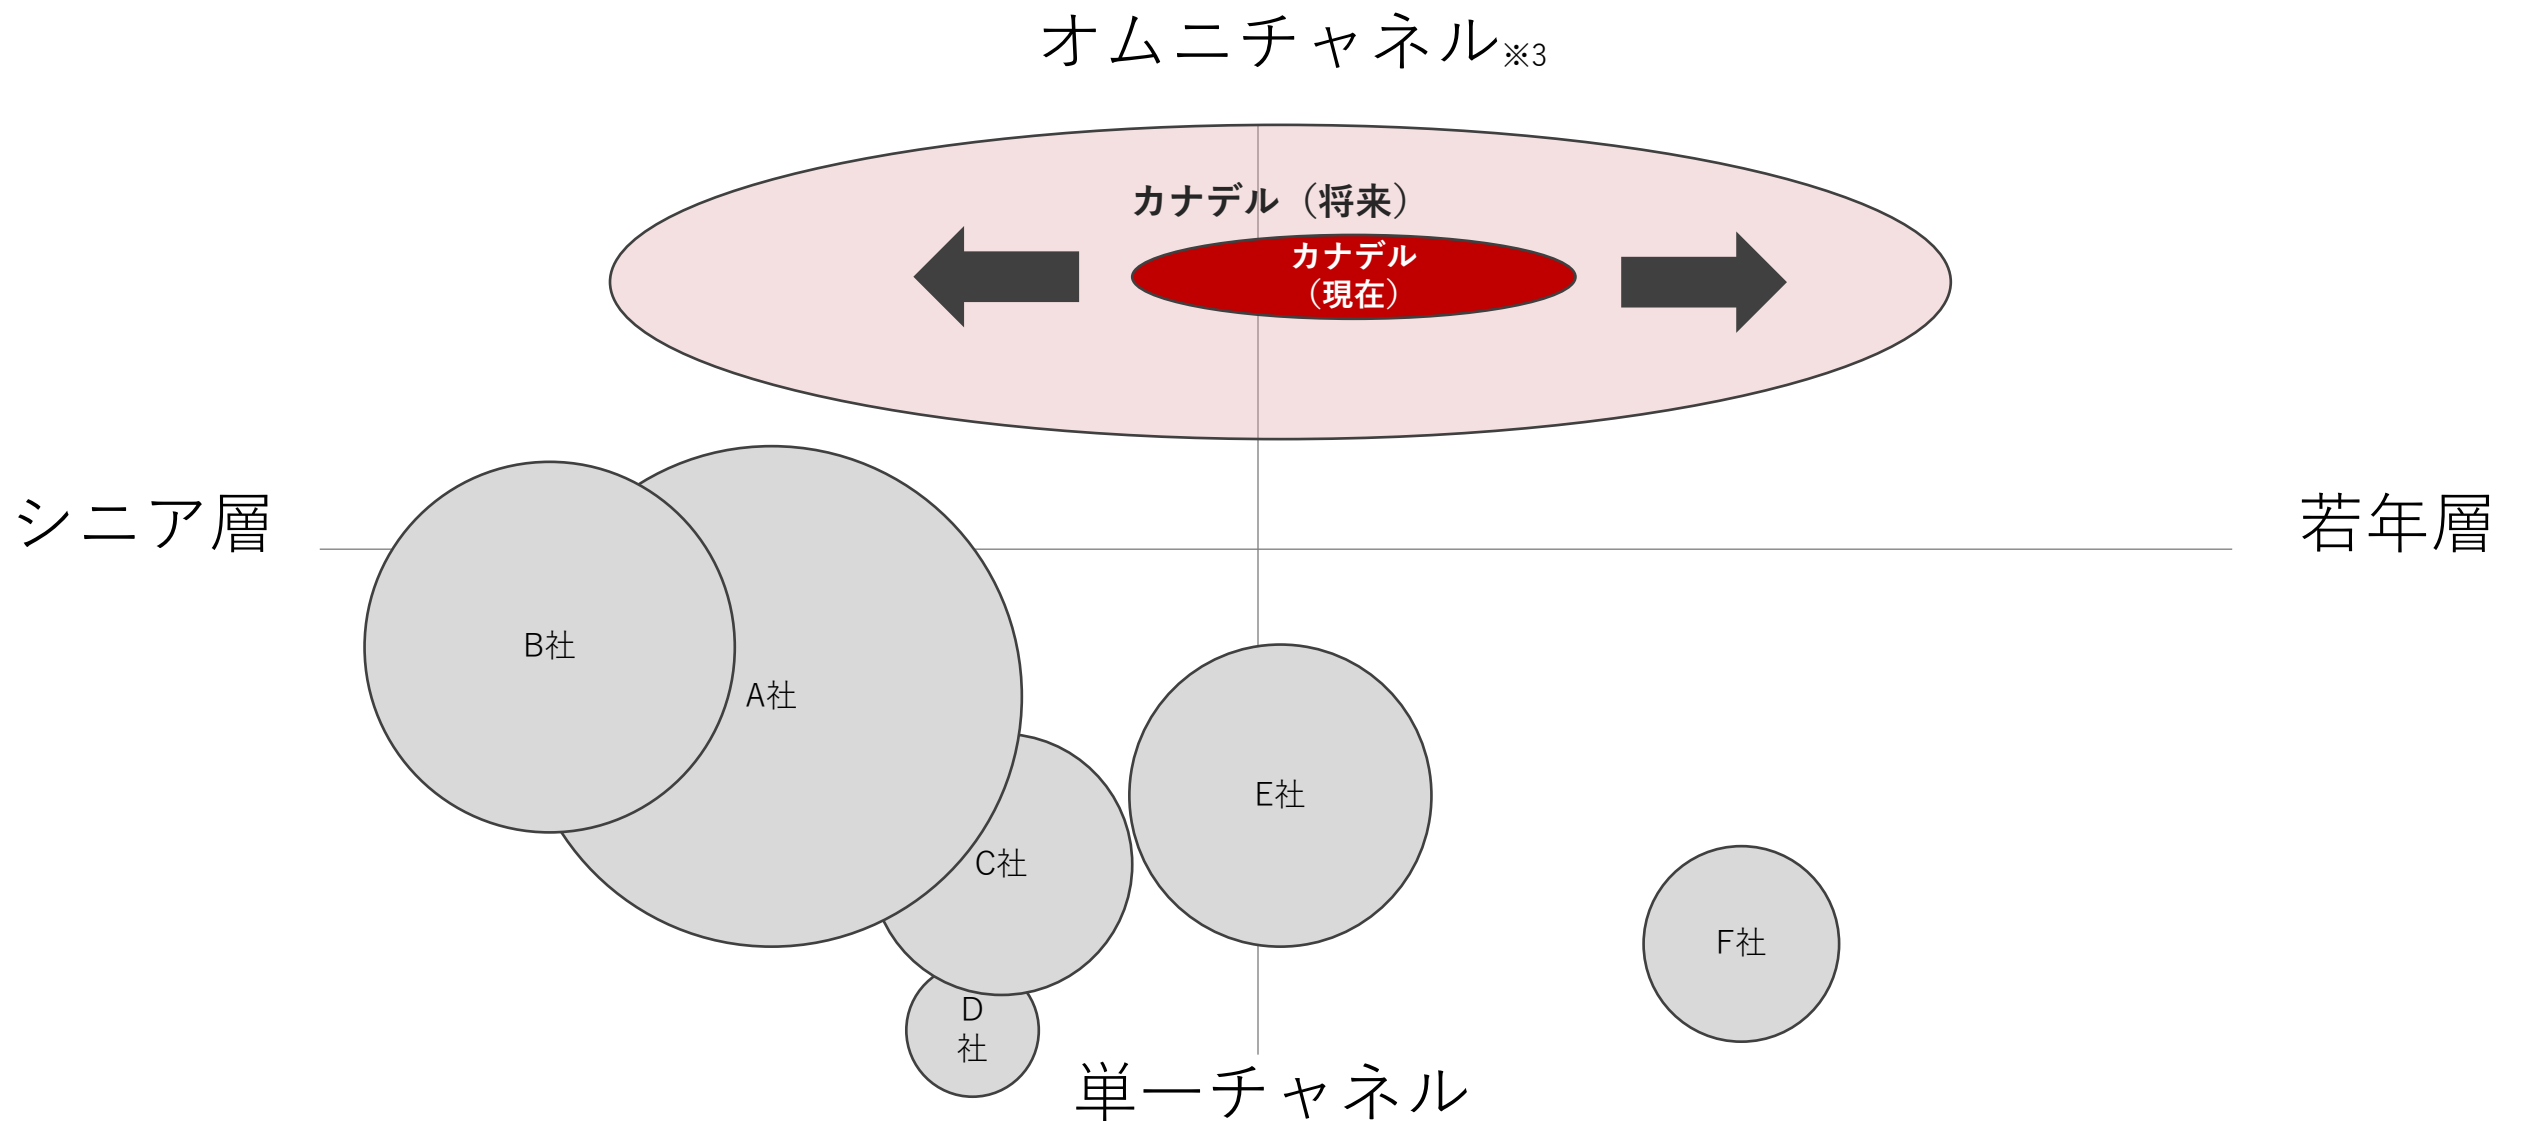 オムニチャネル※3
カナデル（将来）
カナデル
（現在）
シニア層
若年層
B社
A社
C社
E社
F社
D
社
単一チャネル